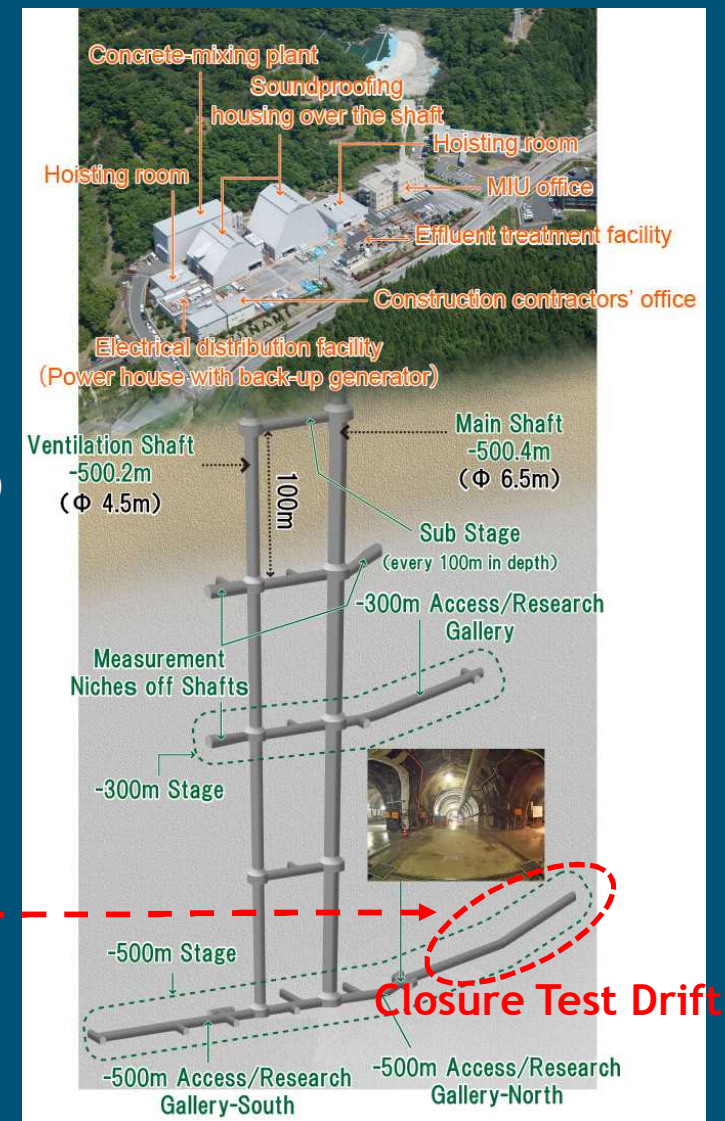 Concrete-mixing plant
Soundproofing
housing over the shaft
Hoisting room
Hoisting room
MIU office
Effluent treatment facility
Construction contractors' office
Electrical distribution facility
(Power house with back-up generator)
Ventilation Shaft
-500.2m
(Φ 4.5m)
100m
Main Shaft
-500.4m
(Φ 6.5m)
Sub Stage
(every 100m in depth)
-300m Access/Research
Gallery
Measurement
Niches off Shafts
-300m Stage
-500m Stage
Closure Test Drift
-500m Access/Research
Gallery-South
-500m Access/Research
Gallery-North
)